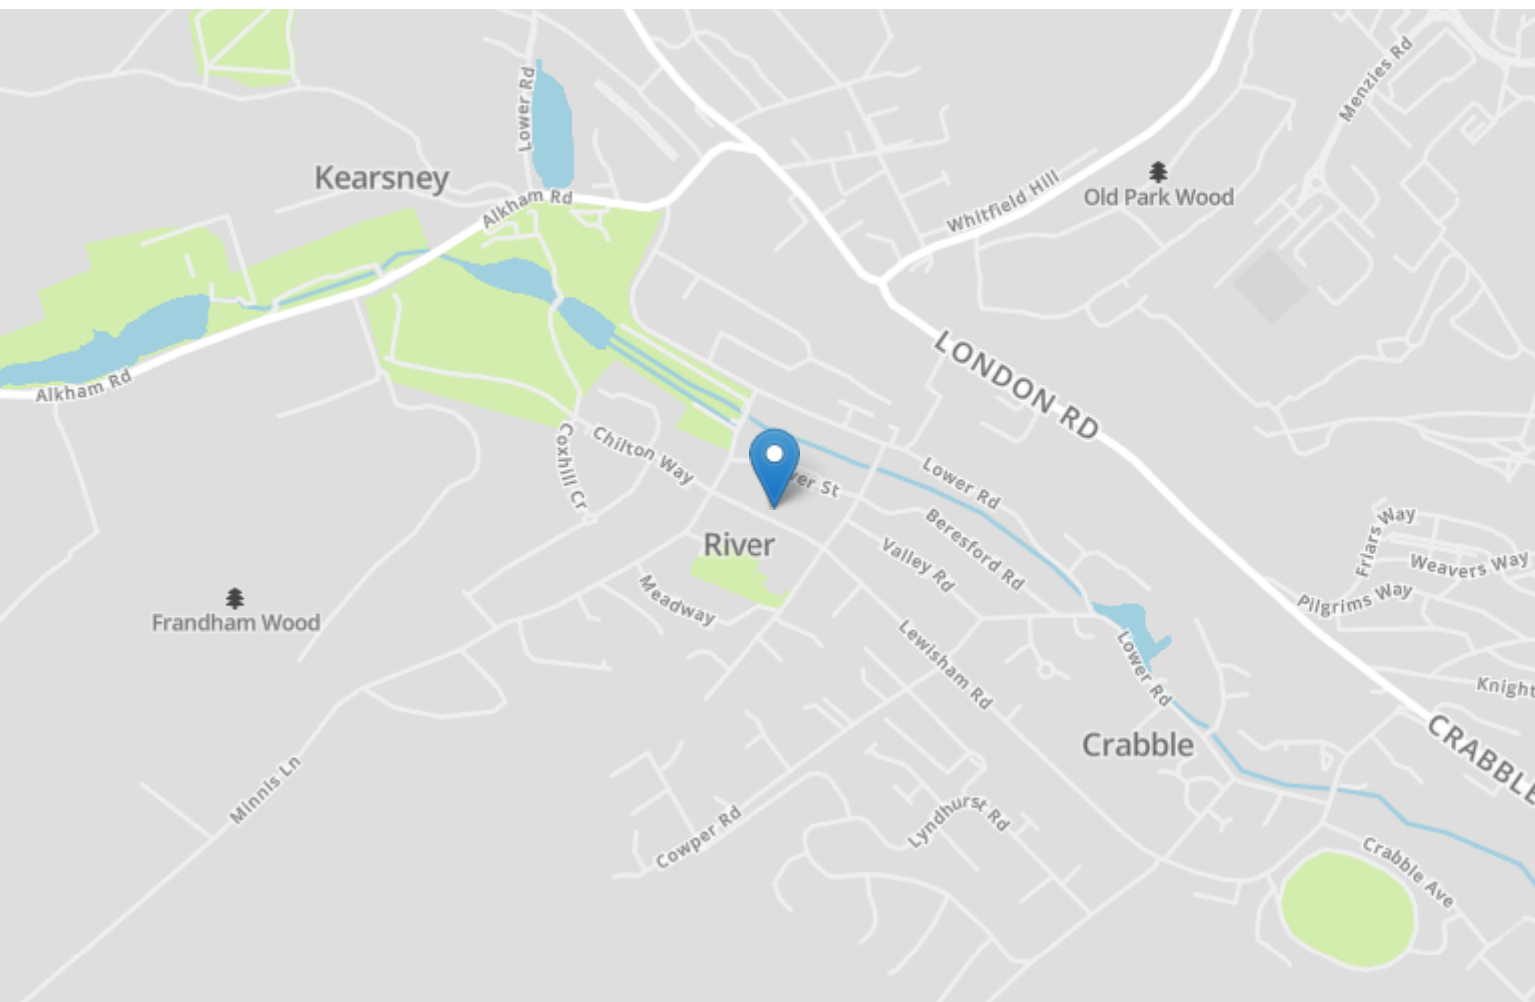 Lower Rd
Menzies Rd
Kearsney
Alkham Rd
Whitfield Hill
Old Park Wood
LONDON RD
Alkham Rd
Coxhill Cr
Chilton Way
ver St
Lower Rd
Beresford Rd
Valley Rd
River
Friars Way
Weavers Way
Pilgrims Way
Frandham Wood
Meadway
Lewisham Rd
Lower Rd
Knight
Crabble
CRABBLE
Minnis Ln
Cowper Rd
Lyndhurst Rd
Crabble Ave